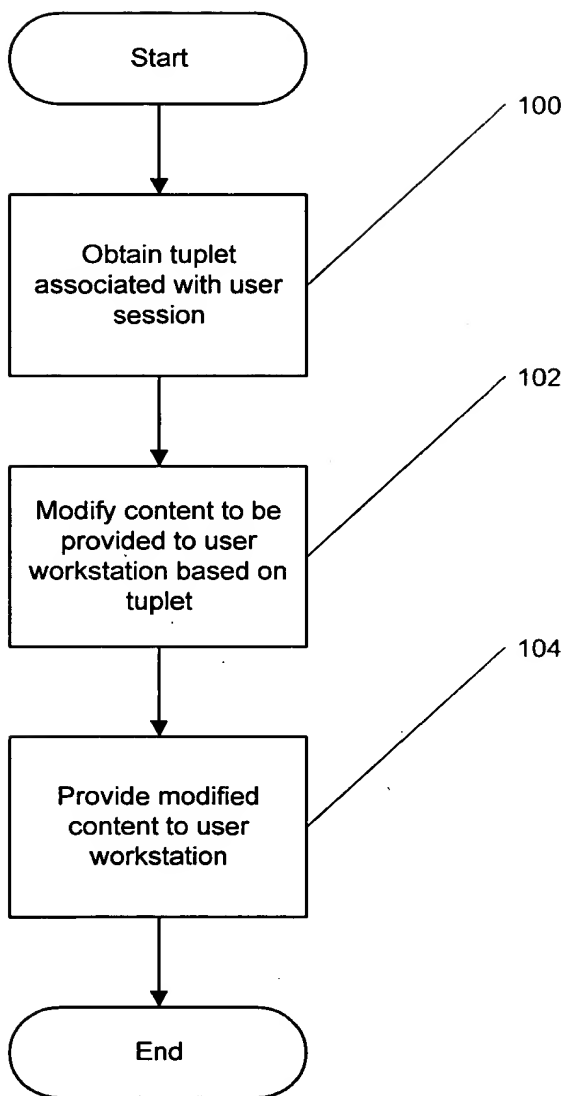 Start
100
Obtain tuplet
associated with user
session
102
Modify content to be
provided to user
workstation based on
tuplet
104
Provide modified
content to user
workstation
End